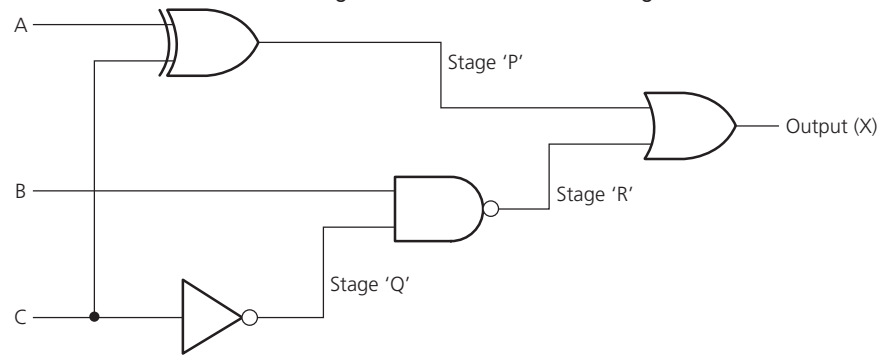 A
Stage 'P'
Output (X)
B
Stage 'R'
Stage 'Q'
C